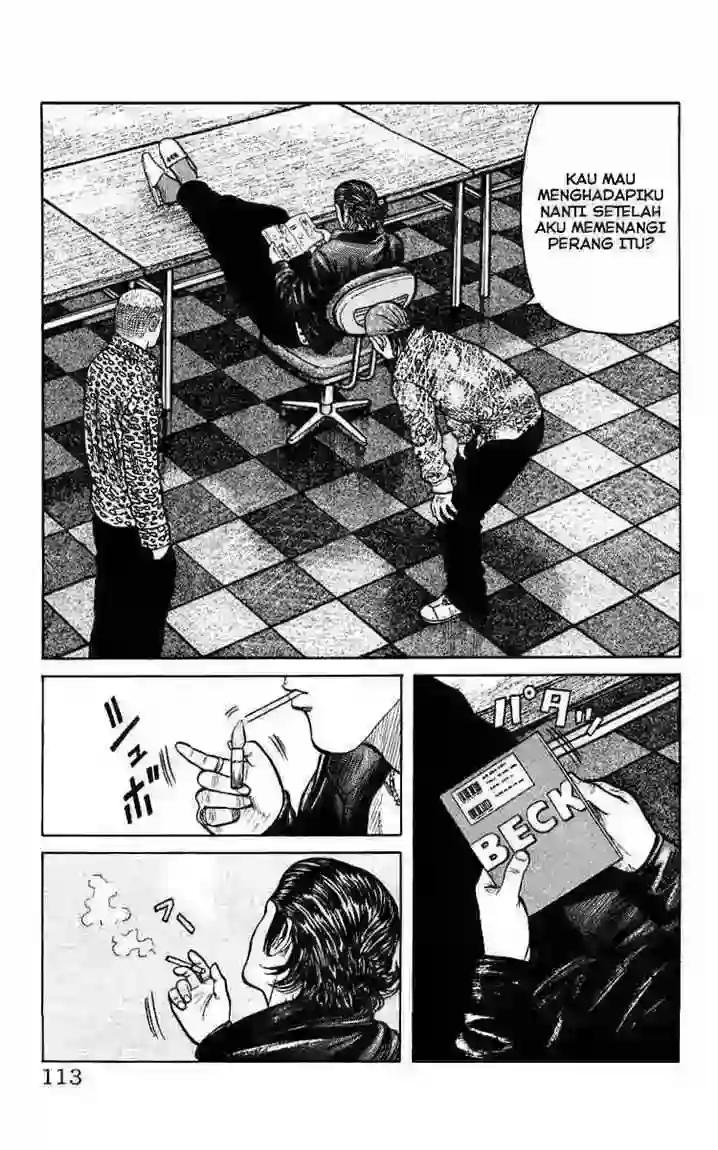 KAU MAU
MENGHADAPIKU
NANTI SETELAH
AKU MEMENANGI
PERANG ITU?
パタッ
BECK
シュボ
フー
113